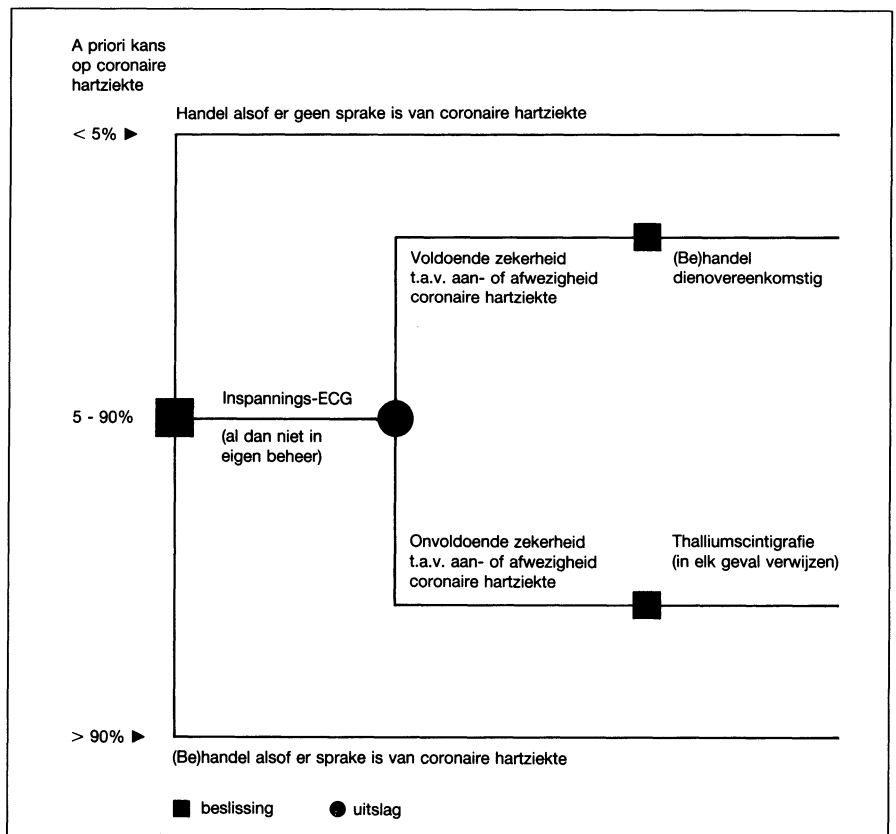 A priori kans
op coronaire
hartziekte
Handel alsof er geen sprake is van coronaire hartziekte
< 5% ►
Voldoende zekerheid
t.a.v. aan- of afwezigheid
coronaire hartziekte
(Be)handel
dienovereenkomstig
Inspannings-ECG
5 - 90%
(al dan niet in
eigen beheer)
Onvoldoende zekerheid
t.a.v. aan- of afwezigheid
coronaire hartziekte
Thalliumscintigrafie
(in elk geval verwijzen)
> 90% ►
(Be)handel alsof er sprake is van coronaire hartziekte
■ beslissing ● uitslag